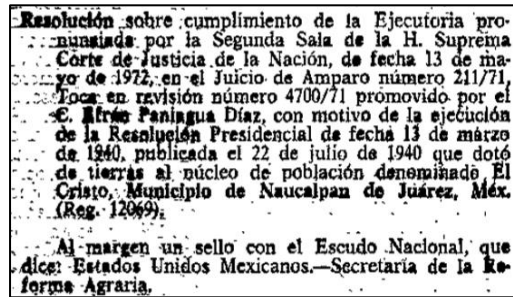 Resolución sobre cumplimiento de la Ejecutoria pro-
nunsiada por la Segunda Sala de la H. Suprema
Corte de Justicia de la Nación, de fecha 13 de ma-
yo de 1972, en el Juicio de Amparo número 211/71,
Toca en revisión número 4700/71 promovido por el
C. Efrén Paniagua Díaz, con motivo de la ejecución
de la Resolución Presidencial de fecha 13 de marzo
de 1940, publicada el 22 de julio de 1940 que dotó
de tierras al núcleo de población denominado El
Cristo, Municipio de Naucalpan de Juárez, Méx.
(Reg. 12069).
Al margen un sello con el Escudo Nacional, que
dice: Estados Unidos Mexicanos.—Secretaría de la Re-
forma Agraria.